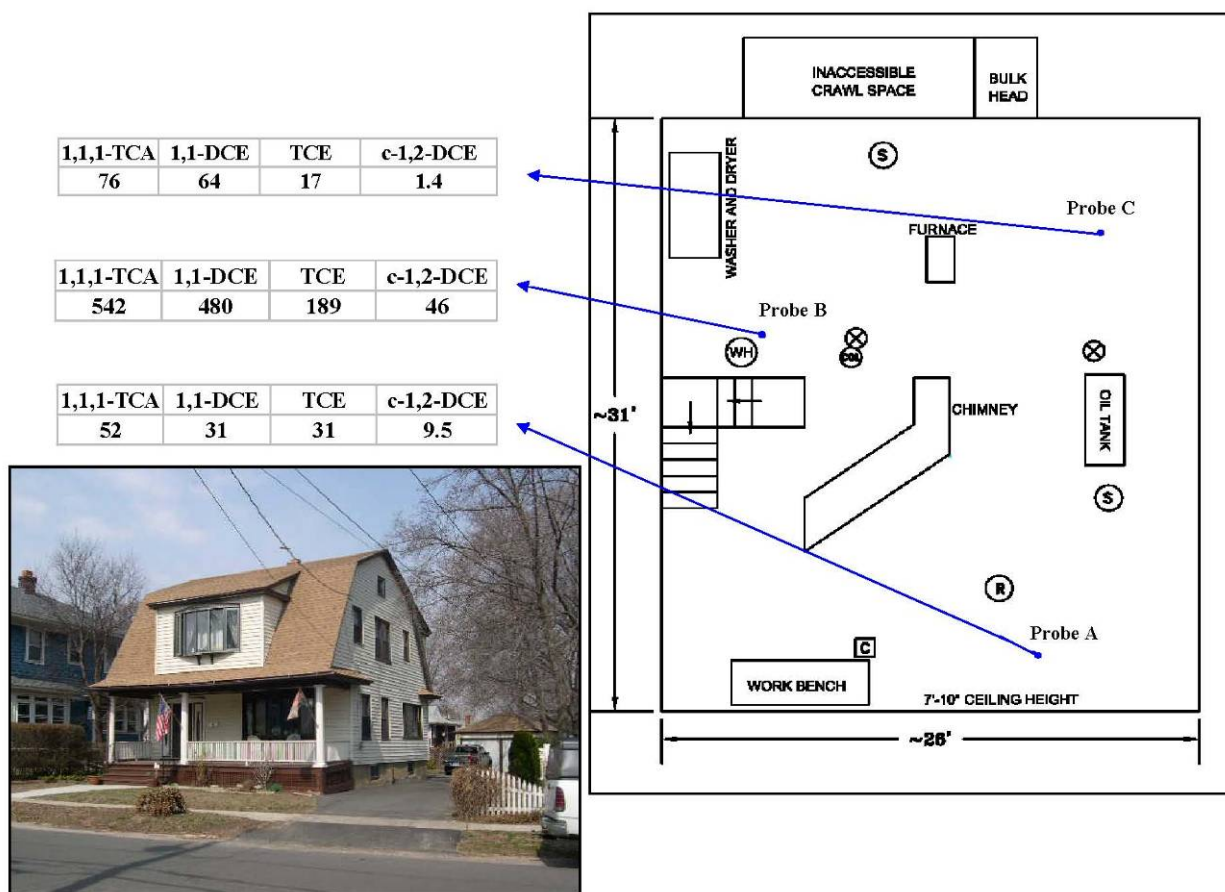 1,1,1-TCA 1,1-DCE TCE c-1,2-DCE
76 64 17 1.4
1,1,1-TCA 1,1-DCE TCE c-1,2-DCE
542 480 189 46
1,1,1-TCA 1,1-DCE TCE c-1,2-DCE
52 31 31 9.5
INACCESSIBLE
CRAWL SPACE
BULK
HEAD
S
WASHER AND DRYER
Probe C
FURNACE
Probe B
WH
COL
~31'
CHIMNEY
OIL TANK
S
R
Probe A
C
WORK BENCH
7'-10" CEILING HEIGHT
~26'